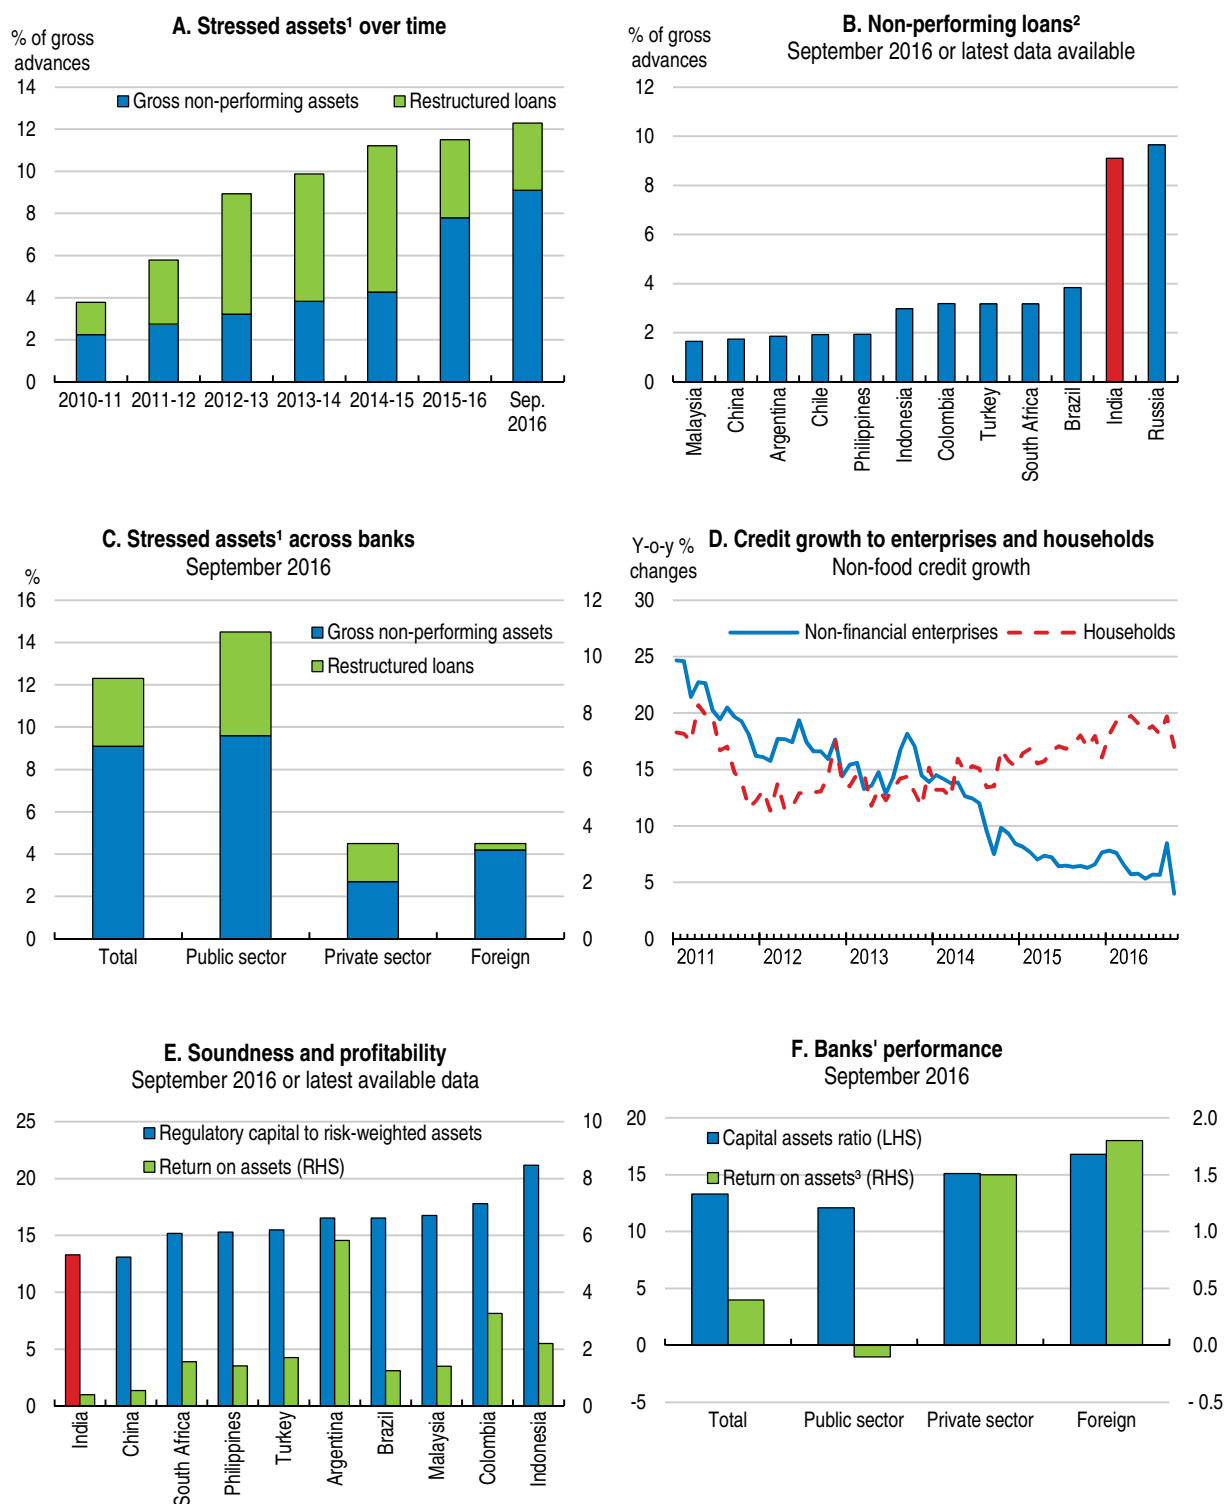 A. Stressed assets¹ over time
% of gross
advances
14
12
10
8
6
4
2
0
Gross non-performing assets
Restructured loans
2010-11 2011-12 2012-13 2013-14 2014-15 2015-16 Sep.
2016
B. Non-performing loans²
September 2016 or latest data available
% of gross
advances
12
10
8
6
4
2
0
Malaysia
China
Argentina
Chile
Philippines
Indonesia
Colombia
Turkey
South Africa
Brazil
India
Russia
C. Stressed assets¹ across banks
September 2016
%
16
14
12
10
8
6
4
2
0
12
10
8
6
4
2
0
Gross non-performing assets
Restructured loans
Total Public sector Private sector Foreign
D. Credit growth to enterprises and households
Non-food credit growth
Y-o-y %
changes
30
25
20
15
10
5
0
Non-financial enterprises Households
2011 2012 2013 2014 2015 2016
E. Soundness and profitability
September 2016 or latest available data
25
20
15
10
5
0
10
8
6
4
2
0
Regulatory capital to risk-weighted assets
Return on assets (RHS)
India
China
South Africa
Philippines
Turkey
Argentina
Brazil
Malaysia
Colombia
Indonesia
F. Banks' performance
September 2016
20
15
10
5
0
-5
2.0
1.5
1.0
0.5
0.0
- 0.5
Capital assets ratio (LHS)
Return on assets³ (RHS)
Total Public sector Private sector Foreign